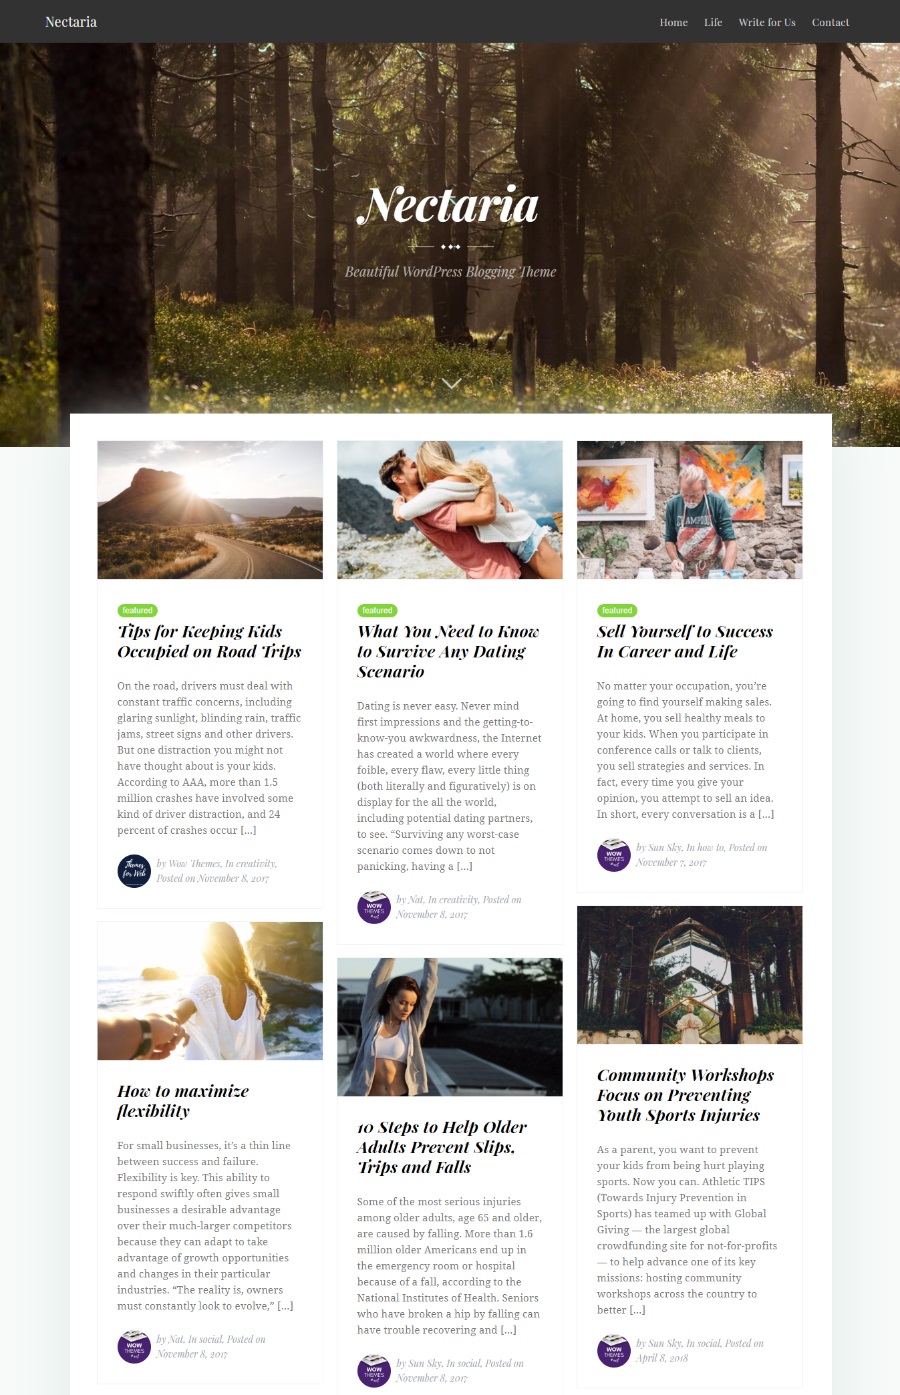 Nectaria
Home Life Write for Us Contact
Nectaria
Beautiful WordPress Blogging Theme
featured
Tips for Keeping Kids
Occupied on Road Trips
On the road, drivers must deal with
constant traffic concerns, including
glaring sunlight, blinding rain, traffic
jams, street signs and other drivers.
But one distraction you might not
have thought about is your kids.
According to AAA, more than 1.5
million crashes have involved some
kind of driver distraction, and 24
percent of crashes occur [...]
Themes
for Web
by Wow Themes, In creativity,
Posted on November 8, 2017
featured
What You Need to Know
to Survive Any Dating
Scenario
Dating is never easy. Never mind
first impressions and the getting-to-
know-you awkwardness, the Internet
has created a world where every
foible, every flaw, every little thing
(both literally and figuratively) is on
display for the all the world,
including potential dating partners,
to see. “Surviving any worst-case
scenario comes down to not
panicking, having a [...]
WOW
THEMES
by Nat, In creativity, Posted on
November 8, 2017
featured
Sell Yourself to Success
In Career and Life
No matter your occupation, you’re
going to find yourself making sales.
At home, you sell healthy meals to
your kids. When you participate in
conference calls or talk to clients,
you sell strategies and services. In
fact, every time you give your
opinion, you attempt to sell an idea.
In short, every conversation is a [...]
WOW
THEMES
by Sun Sky, In how to, Posted on
November 7, 2017
How to maximize
flexibility
For small businesses, it’s a thin line
between success and failure.
Flexibility is key. This ability to
respond swiftly often gives small
businesses a desirable advantage
over their much-larger competitors
because they can adapt to take
advantage of growth opportunities
and changes in their particular
industries. “The reality is, owners
must constantly look to evolve,” [...]
WOW
THEMES
by Nat, In social, Posted on
November 8, 2017
10 Steps to Help Older
Adults Prevent Slips,
Trips and Falls
Some of the most serious injuries
among older adults, age 65 and older,
are caused by falling. More than 1.6
million older Americans end up in
the emergency room or hospital
because of a fall, according to the
National Institutes of Health. Seniors
who have broken a hip by falling can
have trouble recovering and [...]
WOW
THEMES
by Sun Sky, In social, Posted on
November 8, 2017
Community Workshops
Focus on Preventing
Youth Sports Injuries
As a parent, you want to prevent
your kids from being hurt playing
sports. Now you can. Athletic TIPS
(Towards Injury Prevention in
Sports) has teamed up with Global
Giving — the largest global
crowdfunding site for not-for-profits
— to help advance one of its key
missions: hosting community
workshops across the country to
better [...]
WOW
THEMES
by Sun Sky, In social, Posted on
April 8, 2018